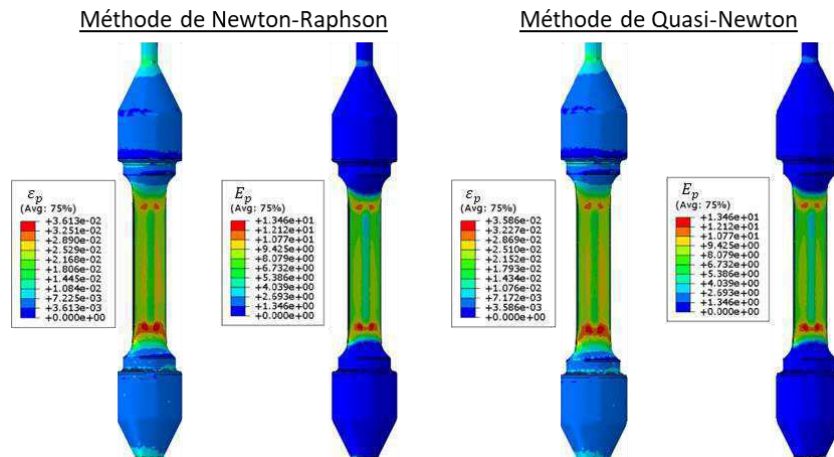 Méthode de Newton-Raphson
Méthode de Quasi-Newton
ε_p
(Avg: 75%)
+3.613e-02
+3.251e-02
+2.890e-02
+2.529e-02
+2.168e-02
+1.806e-02
+1.445e-02
+1.084e-02
+7.225e-03
+3.613e-03
+0.000e+00
E_p
(Avg: 75%)
+1.346e+01
+1.212e+01
+1.077e+01
+9.425e+00
+8.079e+00
+6.732e+00
+5.386e+00
+4.039e+00
+2.693e+00
+1.346e+00
+0.000e+00
ε_p
(Avg: 75%)
+3.586e-02
+3.227e-02
+2.869e-02
+2.510e-02
+2.152e-02
+1.793e-02
+1.434e-02
+1.076e-02
+7.172e-03
+3.586e-03
+0.000e+00
E_p
(Avg: 75%)
+1.346e+01
+1.212e+01
+1.077e+01
+9.425e+00
+8.079e+00
+6.732e+00
+5.386e+00
+4.039e+00
+2.693e+00
+1.346e+00
+0.000e+00